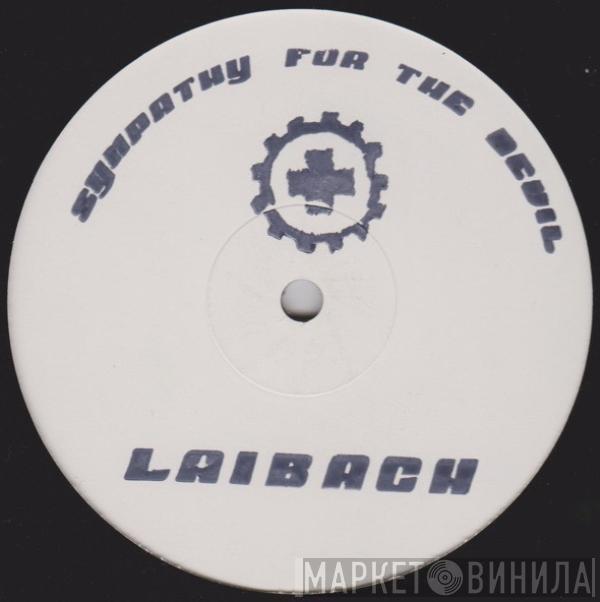 SYMPATHY FOR THE DEVIL
LAIBACH
МАРКЕТ ВИНИЛА